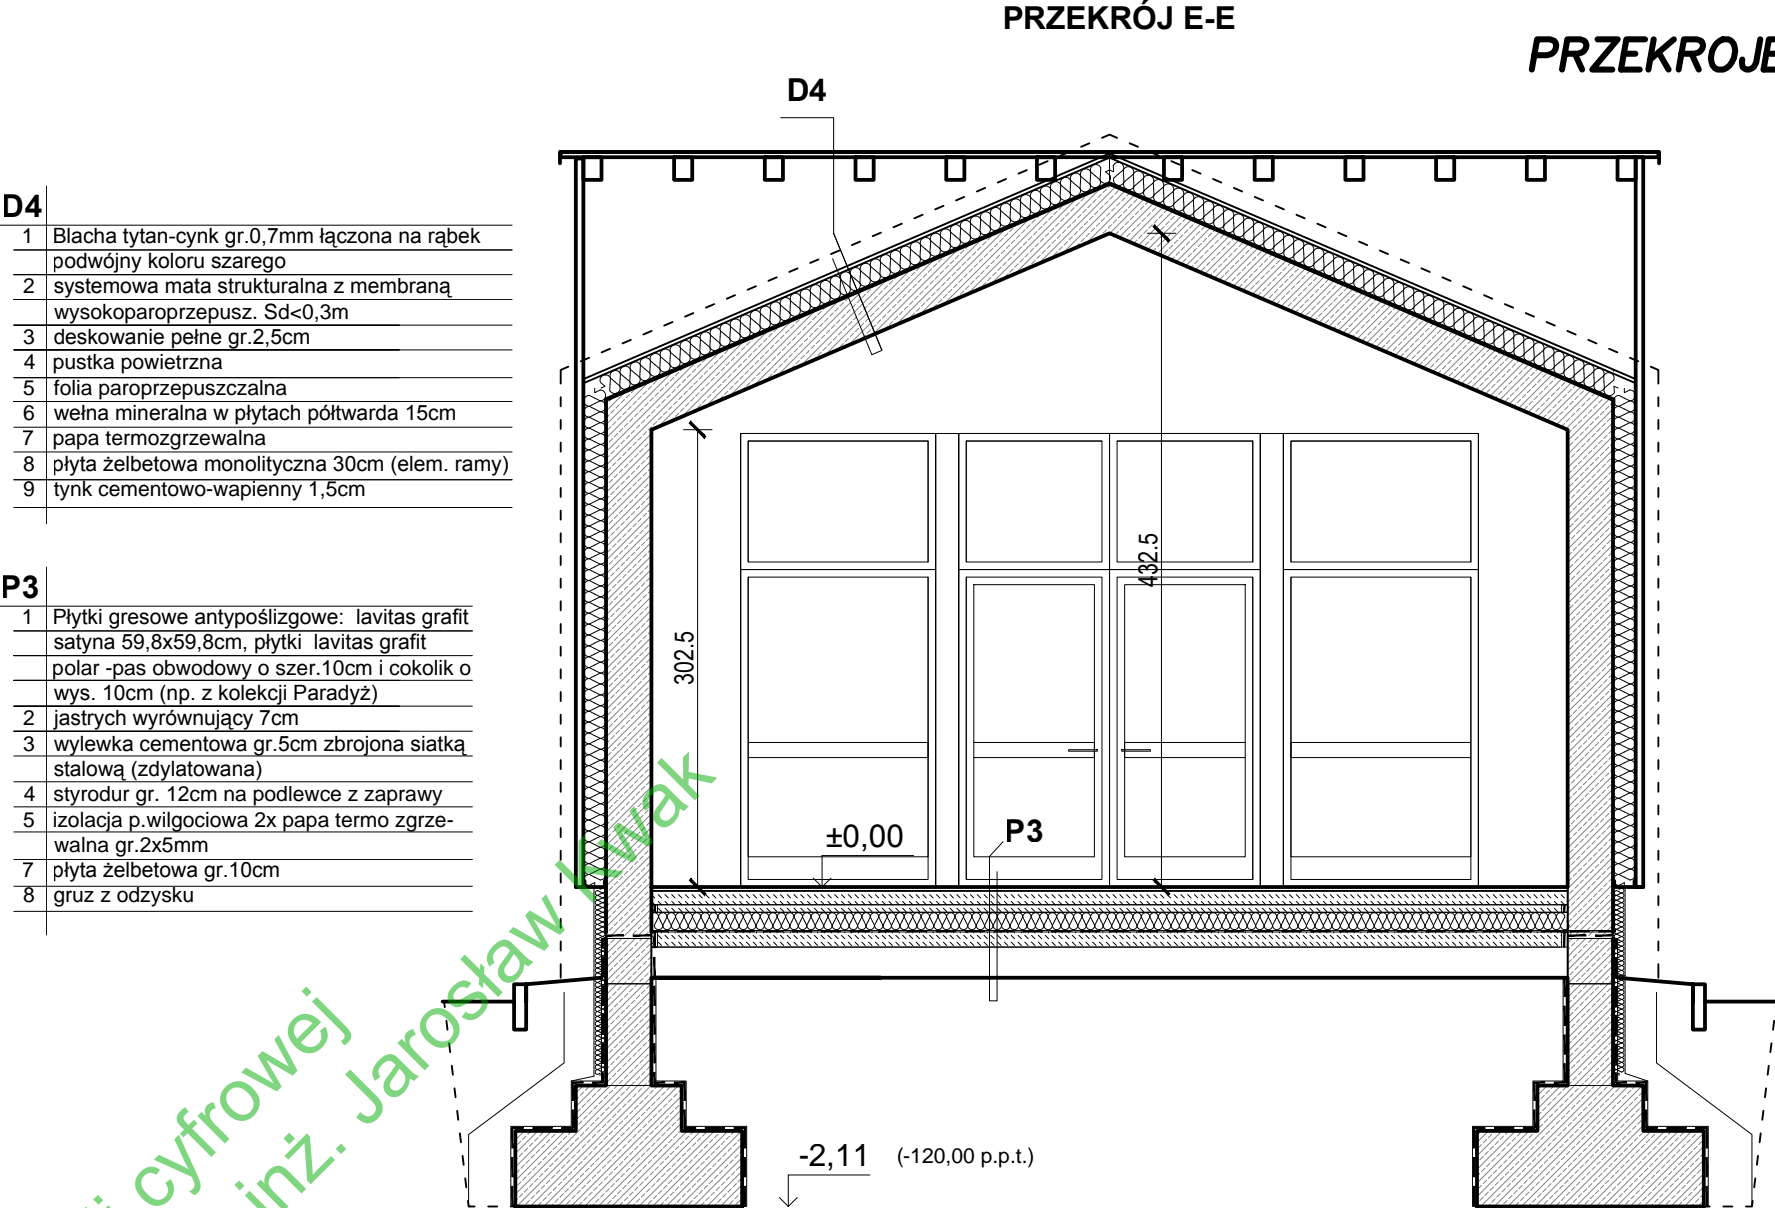 PRZEKRÓJ E-E
PRZEKROJE
D4
D4
1 Blacha tytan-cynk gr.0,7mm łączona na rąbek
podwójny koloru szarego
2 systemowa mata strukturalna z membraną
wysokoparoprzepusz. Sd<0,3m
3 deskowanie pełne gr.2,5cm
4 pustka powietrzna
5 folia paroprzepuszczalna
6 wełna mineralna w płytach półtwarda 15cm
7 papa termozgrzewalna
8 płyta żelbetowa monolityczna 30cm (elem. ramy)
9 tynk cementowo-wapienny 1,5cm
P3
1 Płytki gresowe antypoślizgowe: lavitas grafit
satyna 59,8x59,8cm, płytki lavitas grafit
polar -pas obwodowy o szer.10cm i cokolik o
wys. 10cm (np. z kolekcji Paradyż)
2 jastrych wyrównujący 7cm
3 wylewka cementowa gr.5cm zbrojona siatką
stalową (zdylatowana)
4 styrodur gr. 12cm na podlewce z zaprawy
5 izolacja p.wilgociowa 2x papa termo zgrze-
walna gr.2x5mm
7 płyta żelbetowa gr.10cm
8 gruz z odzysku
302.5
432.5
±0,00
P3
-2,11 (-120,00 p.p.t.)
cyfrowej
inż. Jarosław Kwak